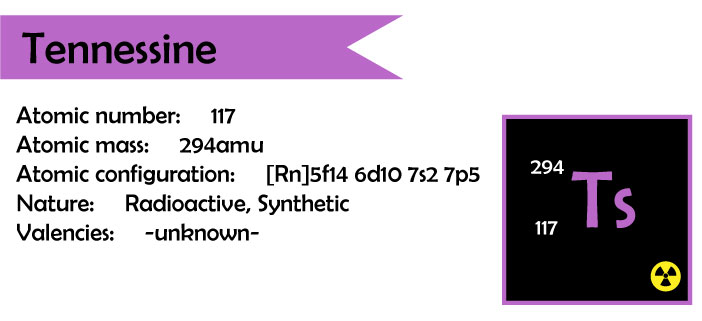 Tennessine
Atomic number: 117
Atomic mass: 294amu
Atomic configuration: [Rn]5f14 6d10 7s2 7p5
Nature: Radioactive, Synthetic
Valencies: -unknown-
294
Ts
117